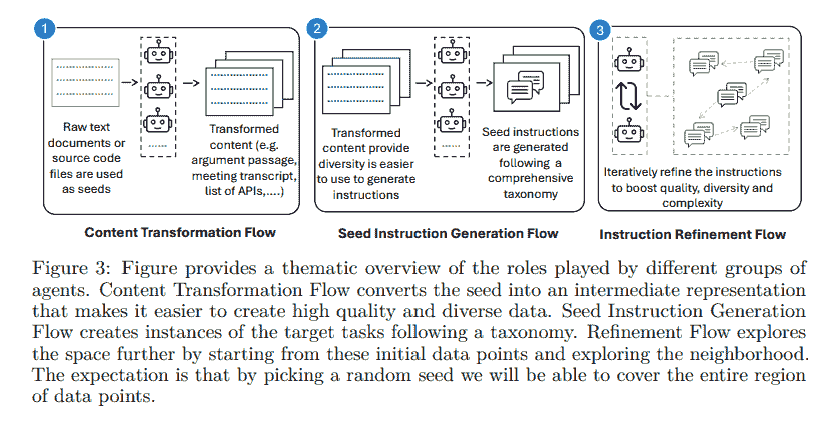 1
Raw text
documents or
source code
files are used
as seeds
......
Transformed
content (e.g.
argument passage,
meeting transcript,
list of APIs,....)
Content Transformation Flow
2
Transformed
content provide
diversity is easier
to use to generate
instructions
......
Seed instructions
are generated
following a
comprehensive
taxonomy
Seed Instruction Generation Flow
3
Iteratively refine the instructions
to boost quality, diversity and
complexity
Instruction Refinement Flow
Figure 3: Figure provides a thematic overview of the roles played by different groups of
agents. Content Transformation Flow converts the seed into an intermediate representation
that makes it easier to create high quality and diverse data. Seed Instruction Generation
Flow creates instances of the target tasks following a taxonomy. Refinement Flow explores
the space further by starting from these initial data points and exploring the neighborhood.
The expectation is that by picking a random seed we will be able to cover the entire region
of data points.